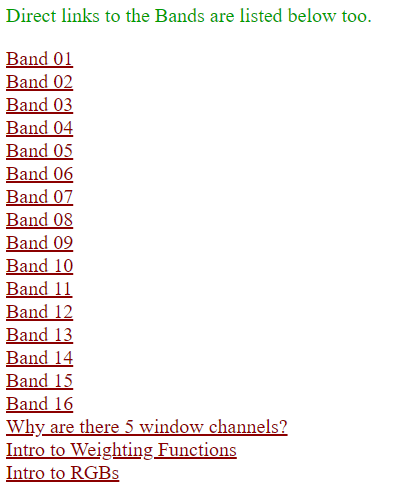 Direct links to the Bands are listed below too.
Band 01
Band 02
Band 03
Band 04
Band 05
Band 06
Band 07
Band 08
Band 09
Band 10
Band 11
Band 12
Band 13
Band 14
Band 15
Band 16
Why are there 5 window channels?
Intro to Weighting Functions
Intro to RGBs